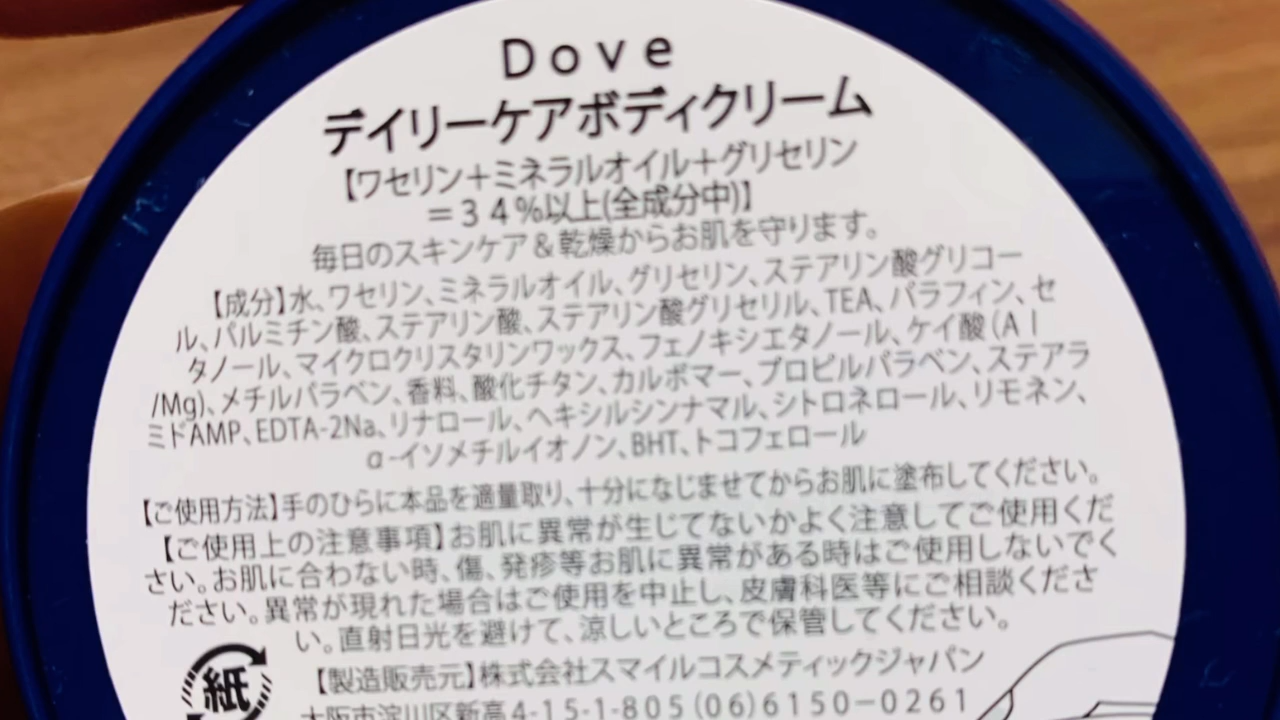 Dove
デイリーケアボディクリーム
【ワセリン＋ミネラルオイル＋グリセリン
＝３４%以上(全成分中)】
毎日のスキンケア＆乾燥からお肌を守ります。
【成分】水、ワセリン、ミネラルオイル、グリセリン、ステアリン酸グリコー
ル、パルミチン酸、ステアリン酸、ステアリン酸グリセリル、TEA、パラフィン、セ
タノール、マイクロクリスタリンワックス、フェノキシエタノール、ケイ酸（Ａｌ
/Mg)、メチルパラベン、香料、酸化チタン、カルボマー、プロピルパラベン、ステアラ
ミドAMP、EDTA-2Na、リナロール、ヘキシルシンナマル、シトロネロール、リモネン、
α-イソメチルイオノン、BHT、トコフェロール
【ご使用方法】手のひらに本品を適量取り、十分になじませてからお肌に塗布してください。
【ご使用上の注意事項】お肌に異常が生じてないかよく注意してご使用くだ
さい。お肌に合わない時、傷、発疹等お肌に異常がある時はご使用しないでく
ださい。異常が現れた場合はご使用を中止し、皮膚科医等にご相談くださ
い。直射日光を避けて、涼しいところで保管してください。
紙
【製造販売元】株式会社スマイルコスメティックジャパン
大阪市淀川区新高4-15-1-805(06)6150-0261